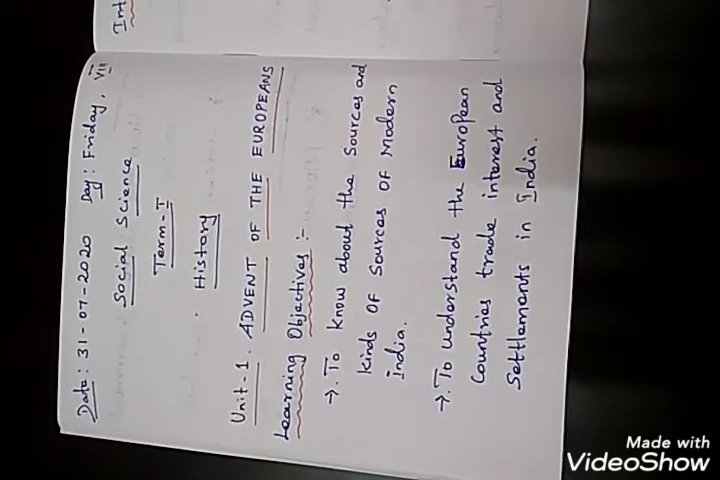 Date: 31-07-2020 Day: Friday, VII
Social Science
Term-I
History
Unit-1. ADVENT OF THE EUROPEANS
Learning Objectives :-
→. To know about the Sources and
kinds OF Sources OF Modern
India.
→. To understand the European
Countries trade interest and
Settlements in India.
Int
Made with
VideoShow